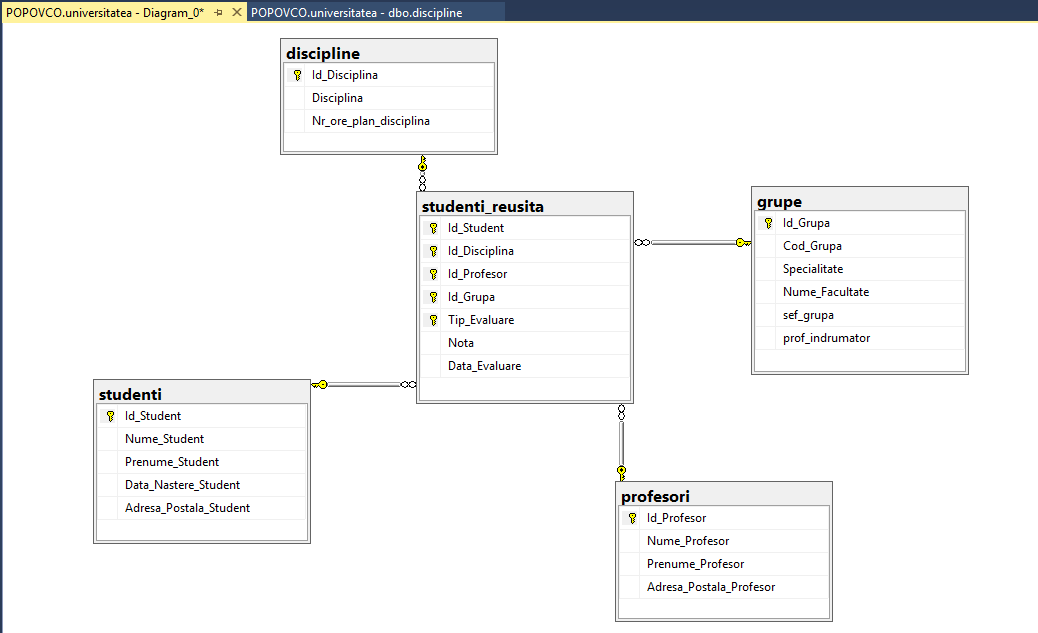 POPOVCO.universitatea - Diagram_0*
POPOVCO.universitatea - dbo.discipline
discipline
Id_Disciplina
Disciplina
Nr_ore_plan_disciplina
studenti_reusita
Id_Student
Id_Disciplina
Id_Profesor
Id_Grupa
Tip_Evaluare
Nota
Data_Evaluare
grupe
Id_Grupa
Cod_Grupa
Specialitate
Nume_Facultate
sef_grupa
prof_indrumator
studenti
Id_Student
Nume_Student
Prenume_Student
Data_Nastere_Student
Adresa_Postala_Student
profesori
Id_Profesor
Nume_Profesor
Prenume_Profesor
Adresa_Postala_Profesor